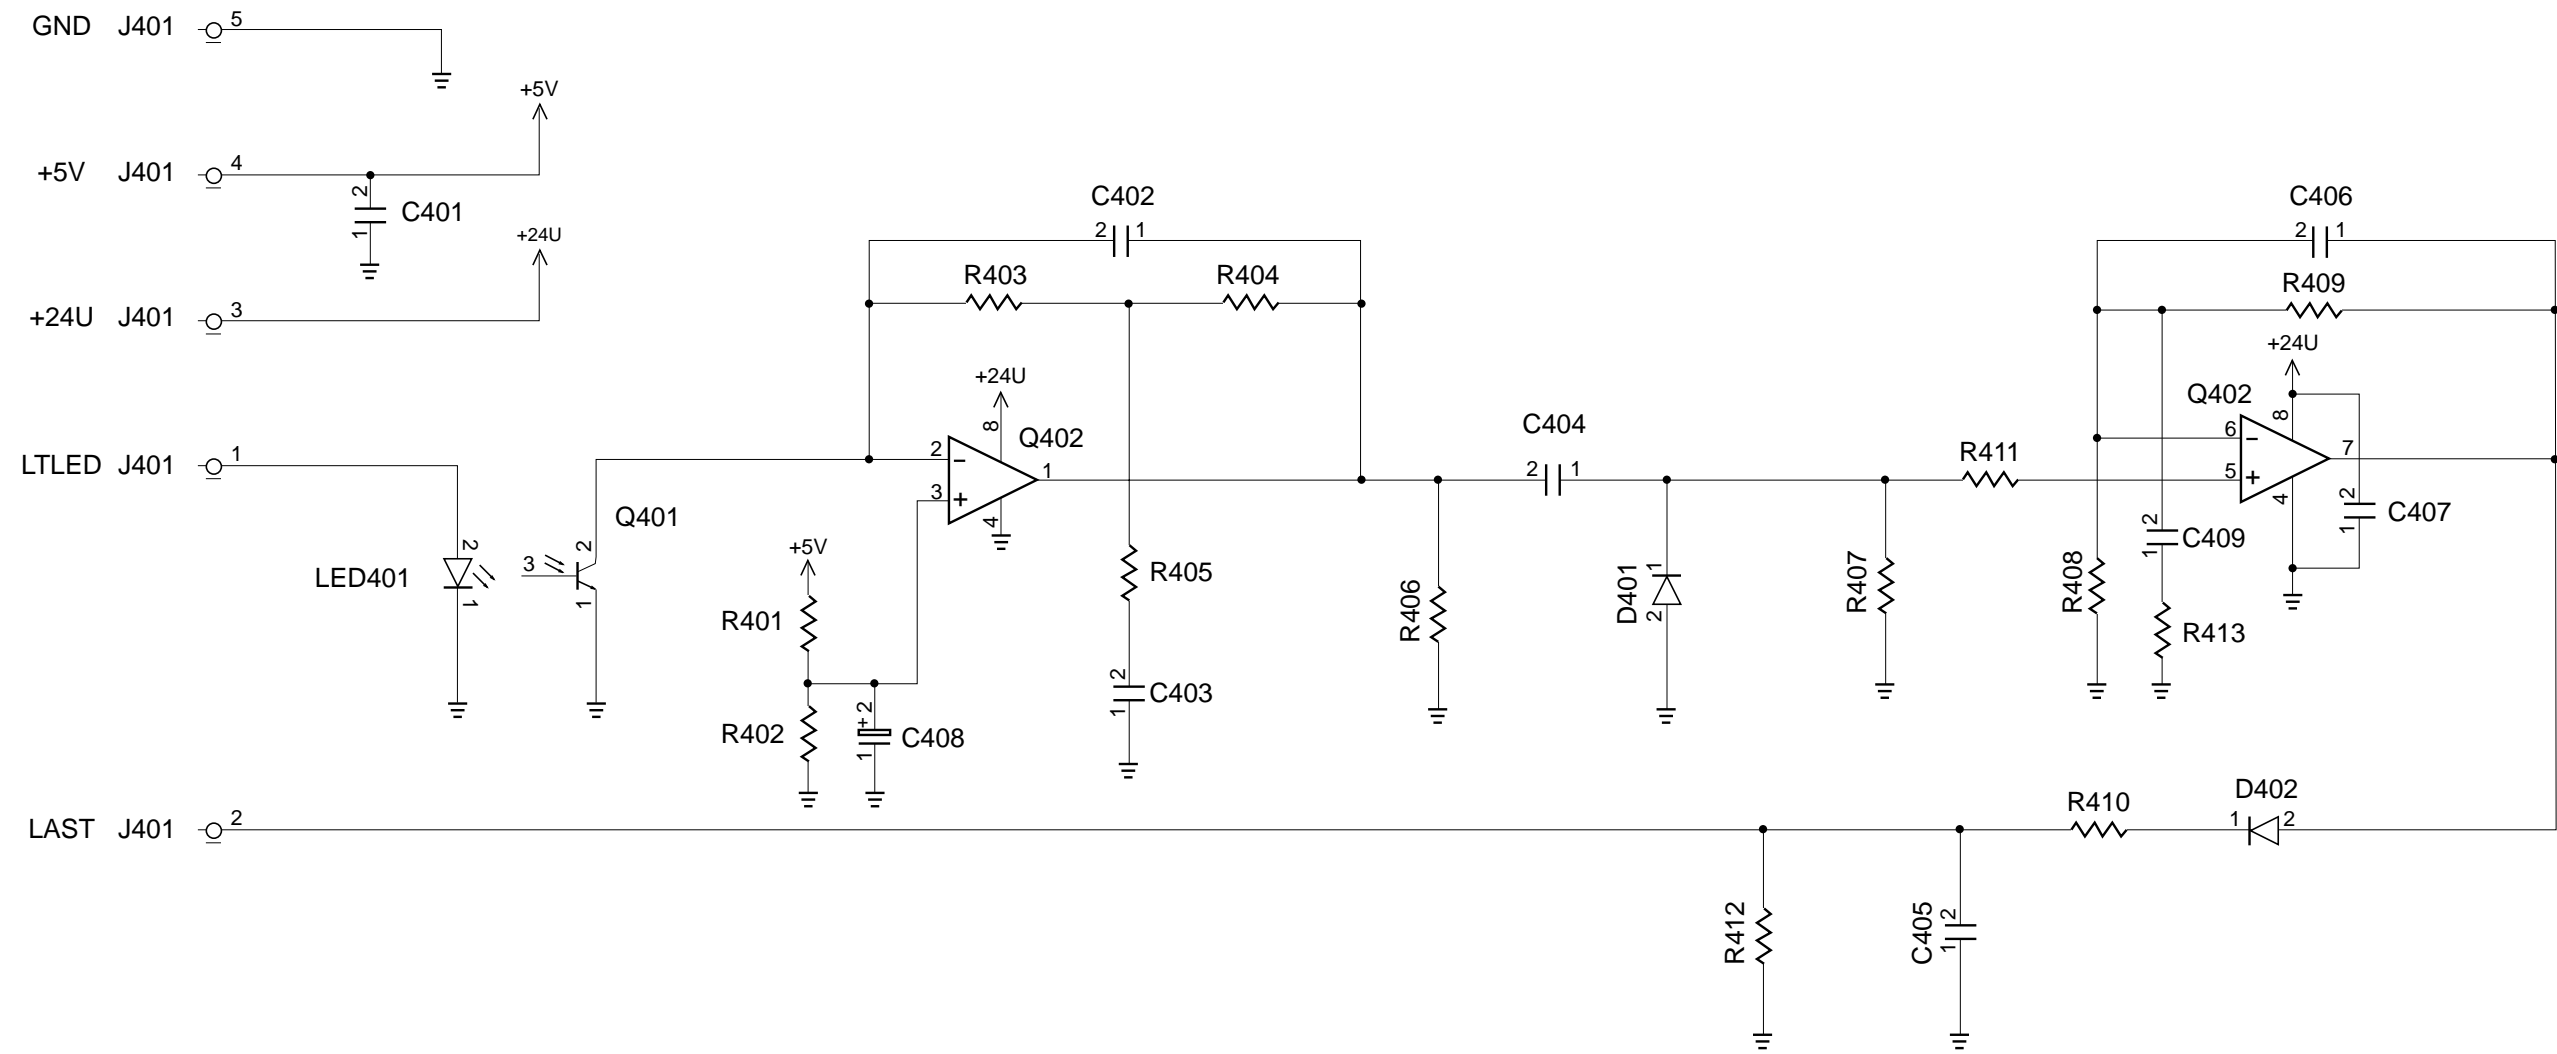 GND J401 5
+5V
+5V J401 4
2
C401
1
+24U
+24U J401 3
C402
2 1
R403 R404
C406
2 1
R409
+24U
Q402
8
6
5
7
4
2
C407
1
+24U
8
Q402
2
3
1
4
C404
2 1
R411
LTLED J401 1
LED401
2
1
Q401
3
2
1
+5V
R401
R402
+ 2
C408
1
R405
2
C403
1
R406
D401
1
2
R407
R408
2
C409
1
R413
LAST J401 2
R410
D402
1 2
R412
C405
2
1